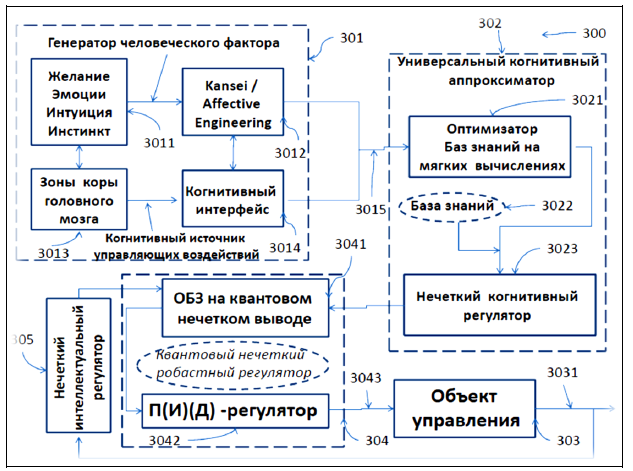 302
300
Генератор человеческого фактора
301
Желание
Эмоции
Интуиция
Инстинкт
3011
Kansei /
Affective
Engineering
3012
Зоны коры
головного
мозга
3013
Когнитивный
интерфейс
3014
Когнитивный источник
управляющих воздействий
3015
Универсальный когнитивный
аппроксиматор
3021
Оптимизатор
Баз знаний на
мягких вычислениях
База знаний
3022
3023
Нечеткий когнитивный
регулятор
3041
ОБЗ на квантовом
нечетком выводе
Квантовый нечеткий
робастный регулятор
П(И)(Д) -регулятор
3042
304
3043
305
Нечеткий
интеллектуальный
регулятор
Объект
управления
303
3031